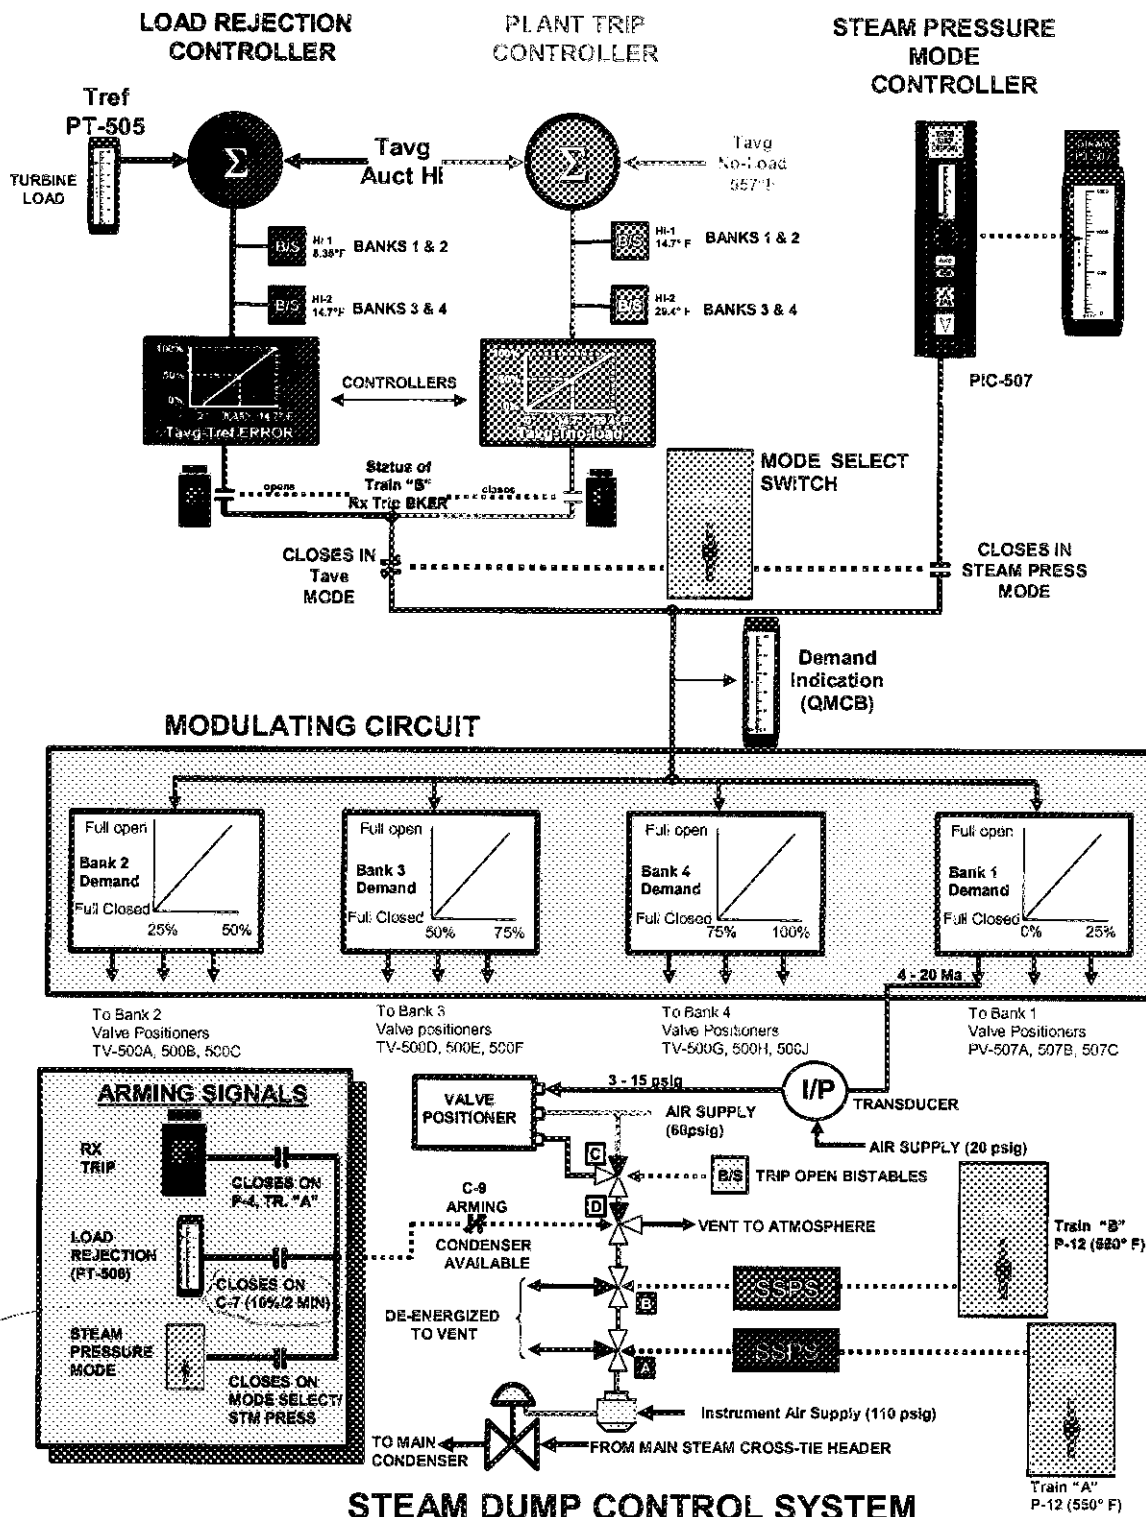 LOAD REJECTION
CONTROLLER
PLANT TRIP
CONTROLLER
STEAM PRESSURE
MODE
CONTROLLER
Tref
PT-505
TURBINE
LOAD
Σ
Tavg
Auct Hi
Σ
Tavg
No-Load
557°F
B/S
HI-1
BANKS 1 & 2
B/S
HI-2
14.7°F
BANKS 3 & 4
B/S
HI-1
14.7° F
BANKS 1 & 2
B/S
HI-2
29.4° F
BANKS 3 & 4
100%
50%
0%
14.7°F
Tavg-Tref ERROR
CONTROLLERS
100%
Tavg-Tno-load
PIC-507
MODE SELECT
SWITCH
Status of
Train "B"
Rx Trip BKER
opens
closes
CLOSES IN
Tave
MODE
CLOSES IN
STEAM PRESS
MODE
Demand
Indication
(QMCB)
MODULATING CIRCUIT
Full open
Bank 2
Demand
Full Closed
25% 50%
Full open
Bank 3
Demand
Full Closed
50% 75%
Full open
Bank 4
Demand
Full Closed
75% 100%
Full open
Bank 1
Demand
Full Closed
0% 25%
4 - 20 Ma
To Bank 2
Valve Positioners
TV-500A, 500B, 500C
To Bank 3
Valve positioners
TV-500D, 500E, 500F
To Bank 4
Valve Positioners
TV-500G, 500H, 500J
To Bank 1
Valve Positioners
PV-507A, 507B, 507C
ARMING SIGNALS
RX
TRIP
CLOSES ON
P-4, TR. "A"
LOAD
REJECTION
(PT-506)
CLOSES ON
C-7 (10%/2 MIN)
STEAM
PRESSURE
MODE
CLOSES ON
MODE SELECT/
STM PRESS
VALVE
POSITIONER
3 - 15 psig
I/P
TRANSDUCER
AIR SUPPLY
(60psig)
AIR SUPPLY (20 psig)
C
B/S
TRIP OPEN BISTABLES
C-9
ARMING
CONDENSER
AVAILABLE
D
VENT TO ATMOSPHERE
Train "B"
P-12 (550° F)
DE-ENERGIZED
TO VENT
B
SSPS
A
SSPS
Instrument Air Supply (110 psig)
TO MAIN
CONDENSER
FROM MAIN STEAM CROSS-TIE HEADER
Train "A"
P-12 (550° F)
STEAM DUMP CONTROL SYSTEM